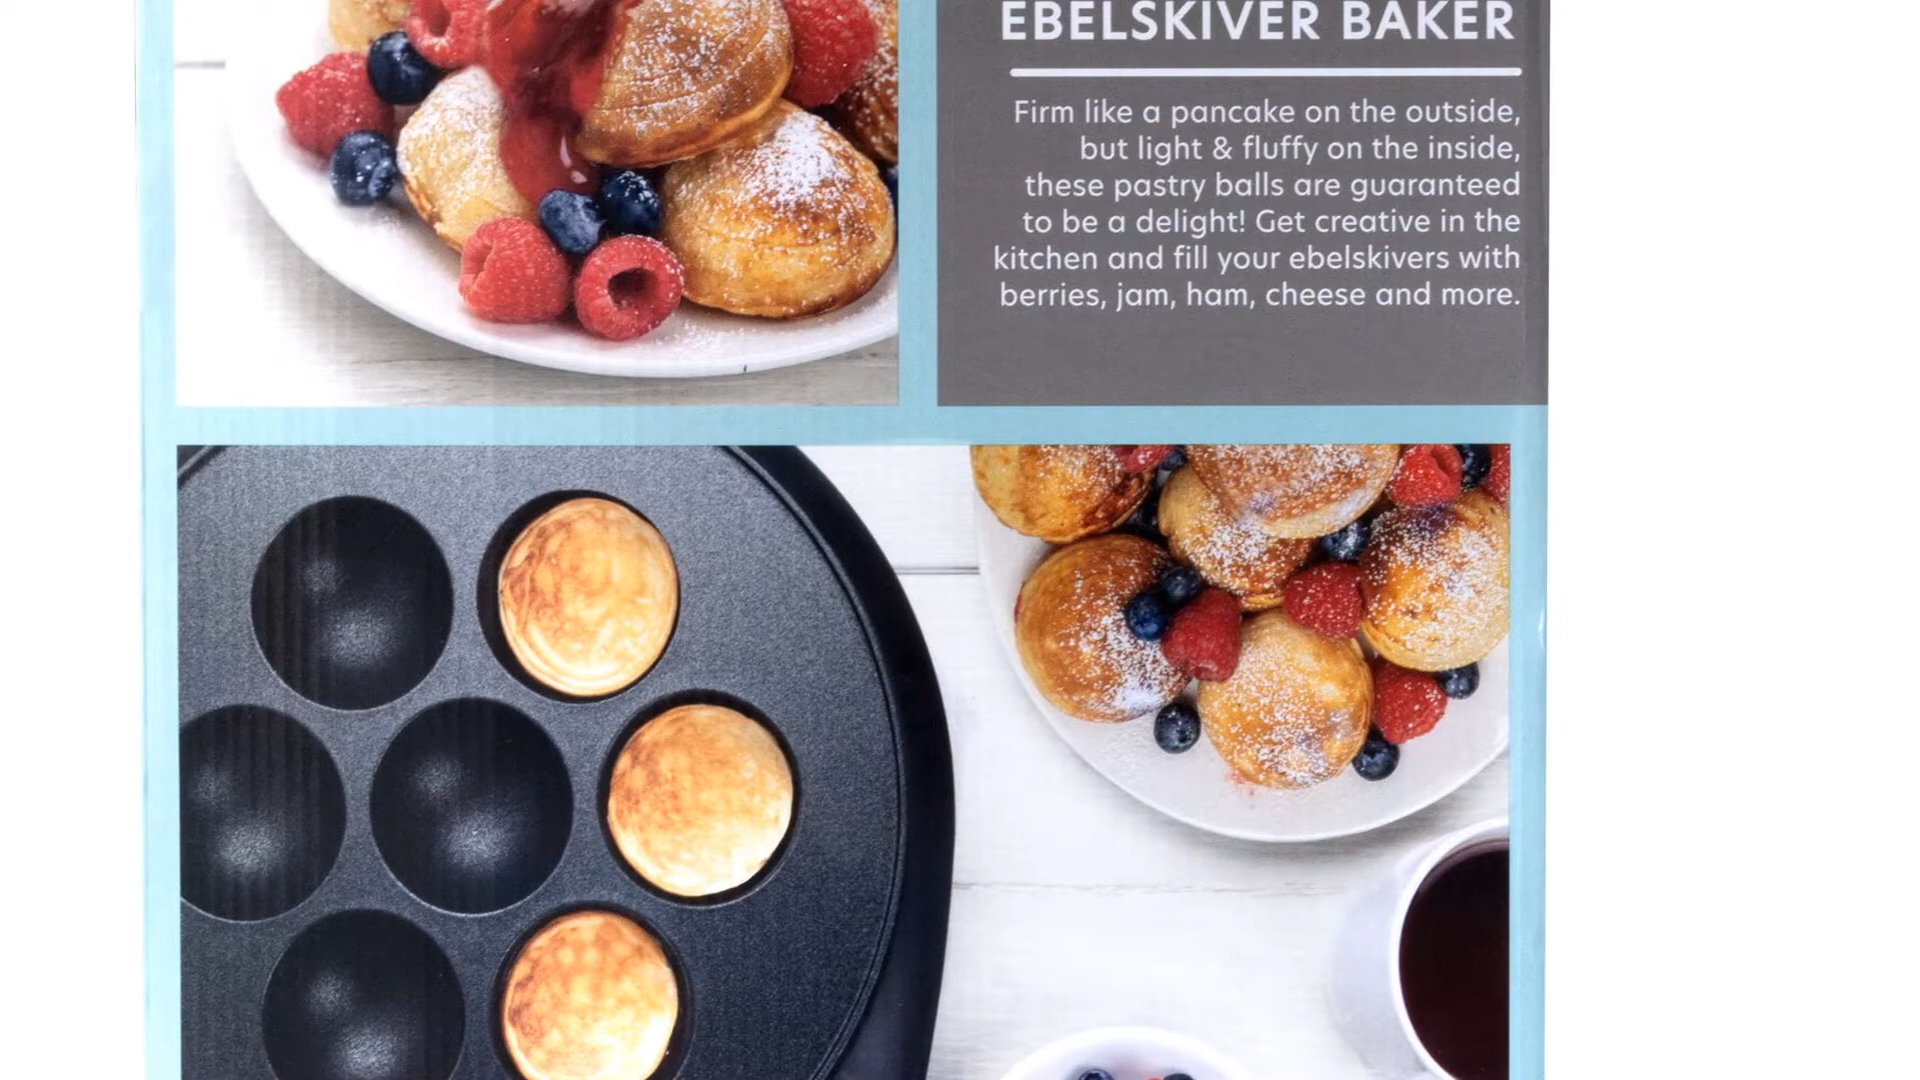 EBELSKIVER BAKER
Firm like a pancake on the outside,
but light & fluffy on the inside,
these pastry balls are guaranteed
to be a delight! Get creative in the
kitchen and fill your ebelskivers with
berries, jam, ham, cheese and more.